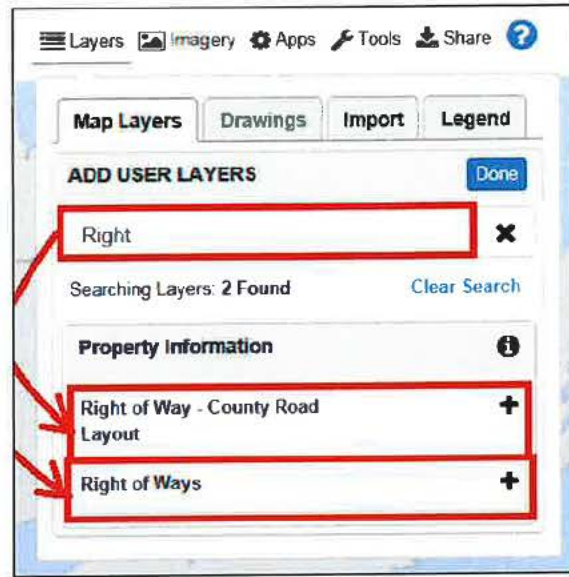 Layers Imagery Apps Tools Share ?
Map Layers Drawings Import Legend
ADD USER LAYERS Done
Right
Searching Layers: 2 Found Clear Search
Property Information
Right of Way - County Road
Layout
Right of Ways